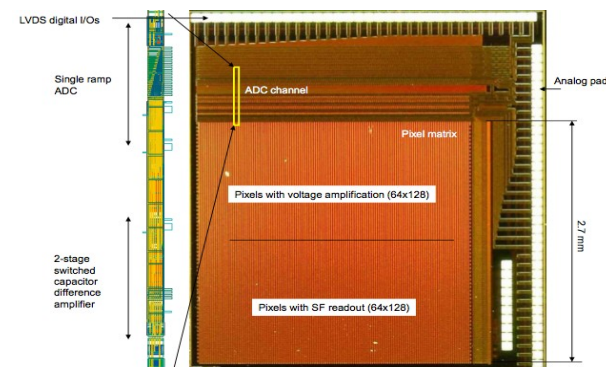 LVDS digital I/Os
Single ramp
ADC
ADC channel
Analog pad
Pixel matrix
Pixels with voltage amplification (64x128)
2-stage
switched
capacitor
difference
amplifier
2.7 mm
Pixels with SF readout (64x128)